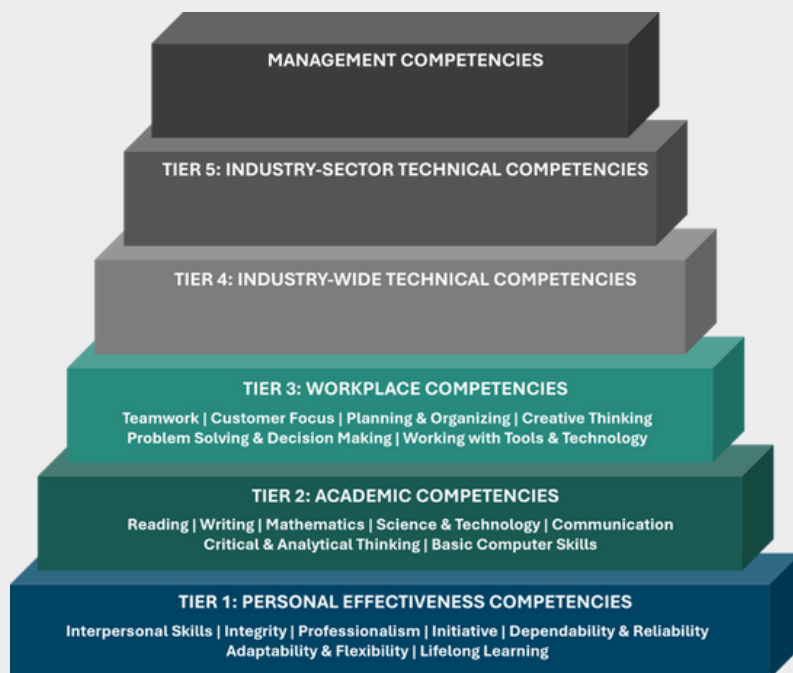 MANAGEMENT COMPETENCIES
TIER 5: INDUSTRY-SECTOR TECHNICAL COMPETENCIES
TIER 4: INDUSTRY-WIDE TECHNICAL COMPETENCIES
TIER 3: WORKPLACE COMPETENCIES
Teamwork | Customer Focus | Planning & Organizing | Creative Thinking
Problem Solving & Decision Making | Working with Tools & Technology
TIER 2: ACADEMIC COMPETENCIES
Reading | Writing | Mathematics | Science & Technology | Communication
Critical & Analytical Thinking | Basic Computer Skills
TIER 1: PERSONAL EFFECTIVENESS COMPETENCIES
Interpersonal Skills | Integrity | Professionalism | Initiative | Dependability & Reliability
Adaptability & Flexibility | Lifelong Learning